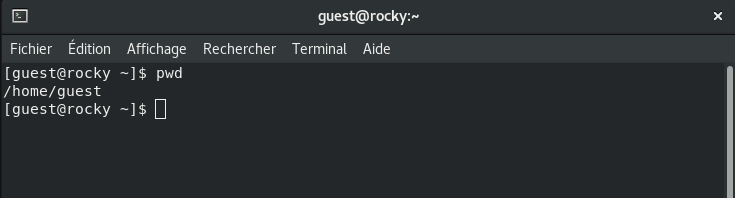 guest@rocky:~
Fichier Édition Affichage Rechercher Terminal Aide
[guest@rocky ~]$ pwd
/home/guest
[guest@rocky ~]$